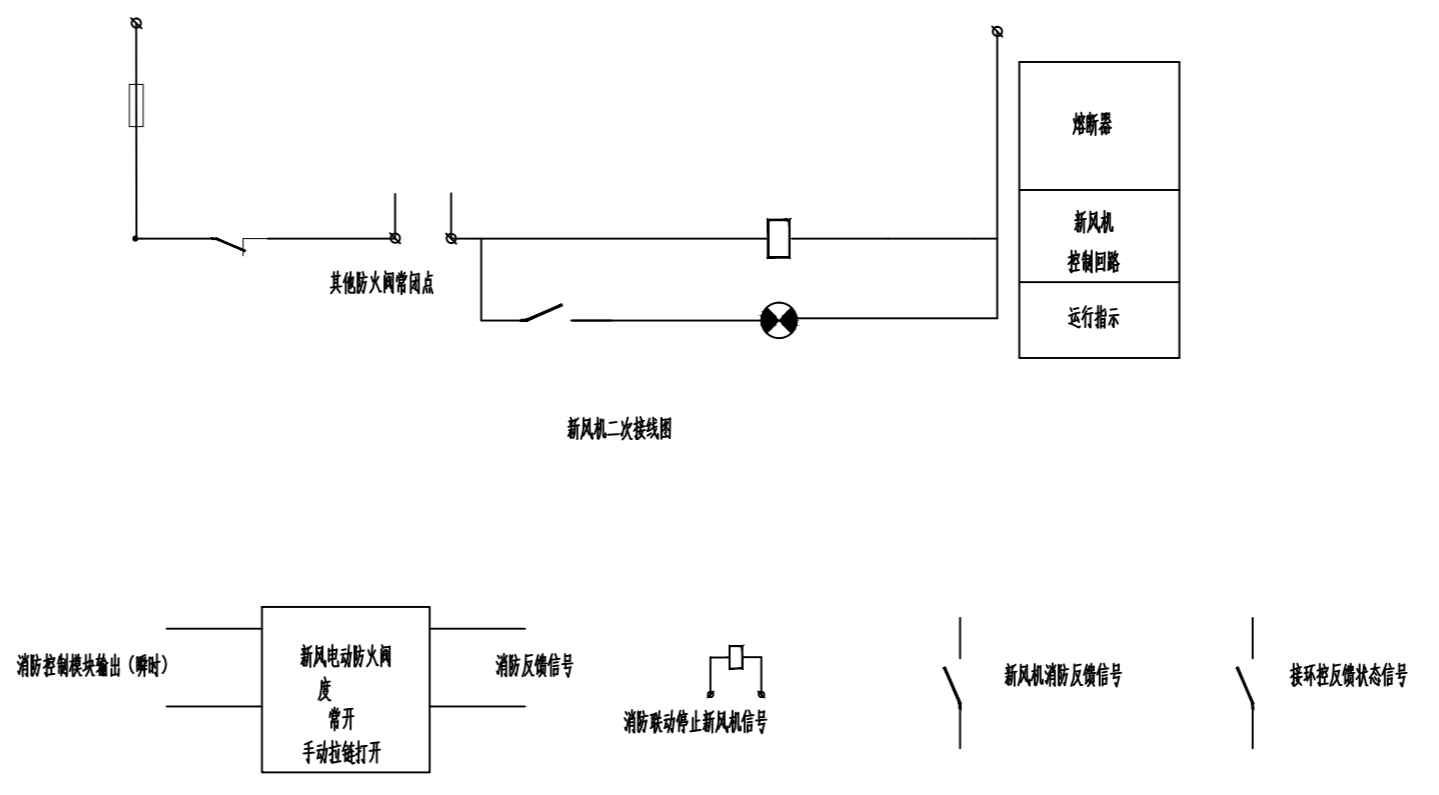 熔断器
新风机
控制回路
其他防火阀常闭点
运行指示
新风机二次接线图
消防控制模块输出（瞬时）
新风电动防火阀
度
常开
手动拉链打开
消防反馈信号
消防联动停止新风机信号
新风机消防反馈信号
接环控反馈状态信号